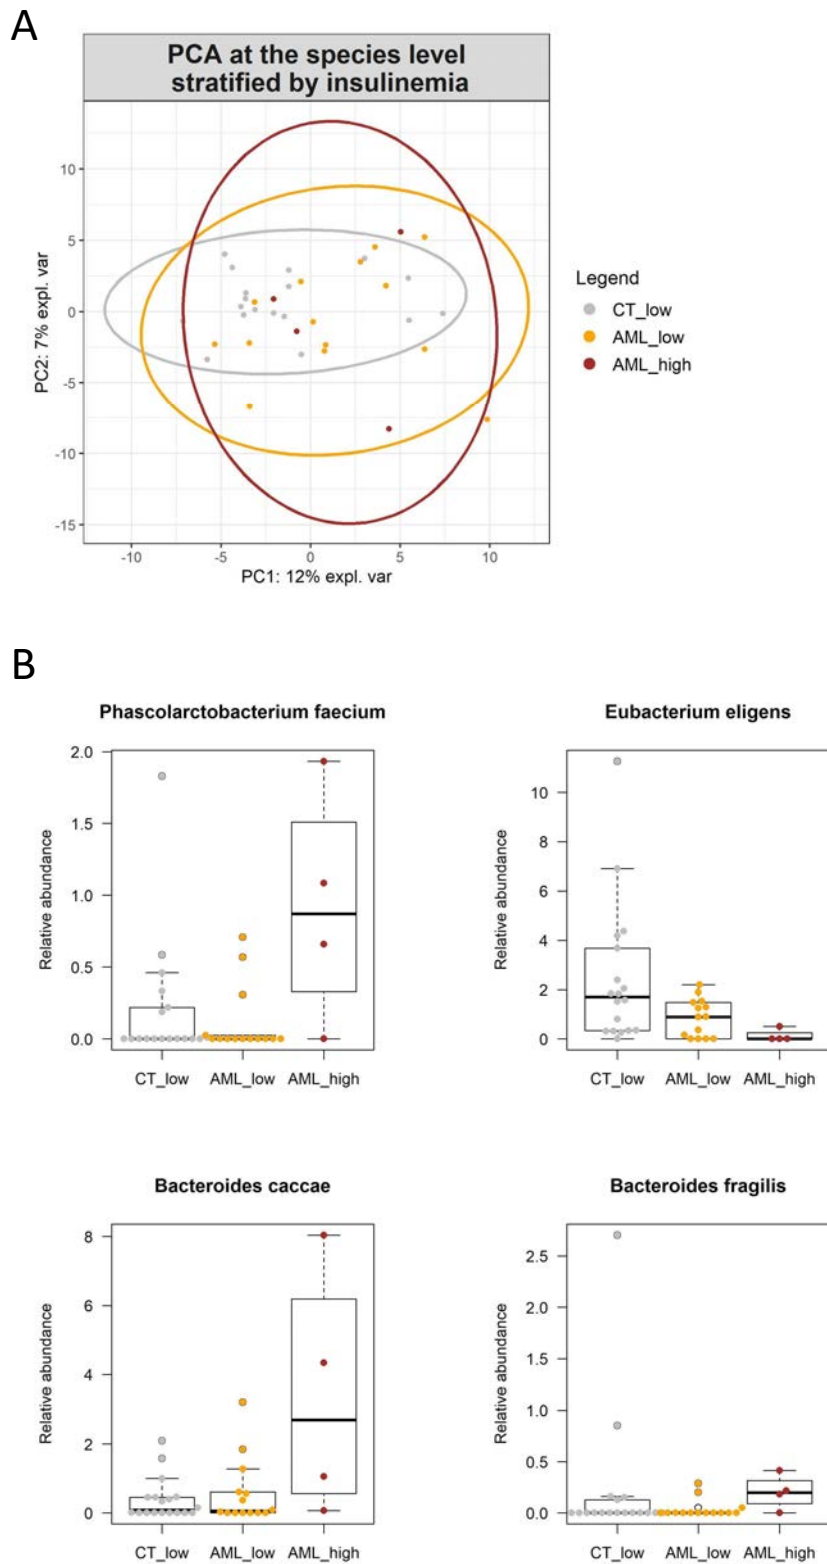 A
PCA at the species level
stratified by insulinemia
10
5
0
-5
-10
-15
PC2: 7% expl. var
-10 -5 0 5 10
PC1: 12% expl. var
Legend
CT_low
AML_low
AML_high
B
Phascolarctobacterium faecium
2.0
1.5
1.0
0.5
0.0
Relative abundance
CT_low AML_low AML_high
Eubacterium eligens
10
8
6
4
2
0
Relative abundance
CT_low AML_low AML_high
Bacteroides caccae
8
6
4
2
0
Relative abundance
CT_low AML_low AML_high
Bacteroides fragilis
2.5
2.0
1.5
1.0
0.5
0.0
Relative abundance
CT_low AML_low AML_high